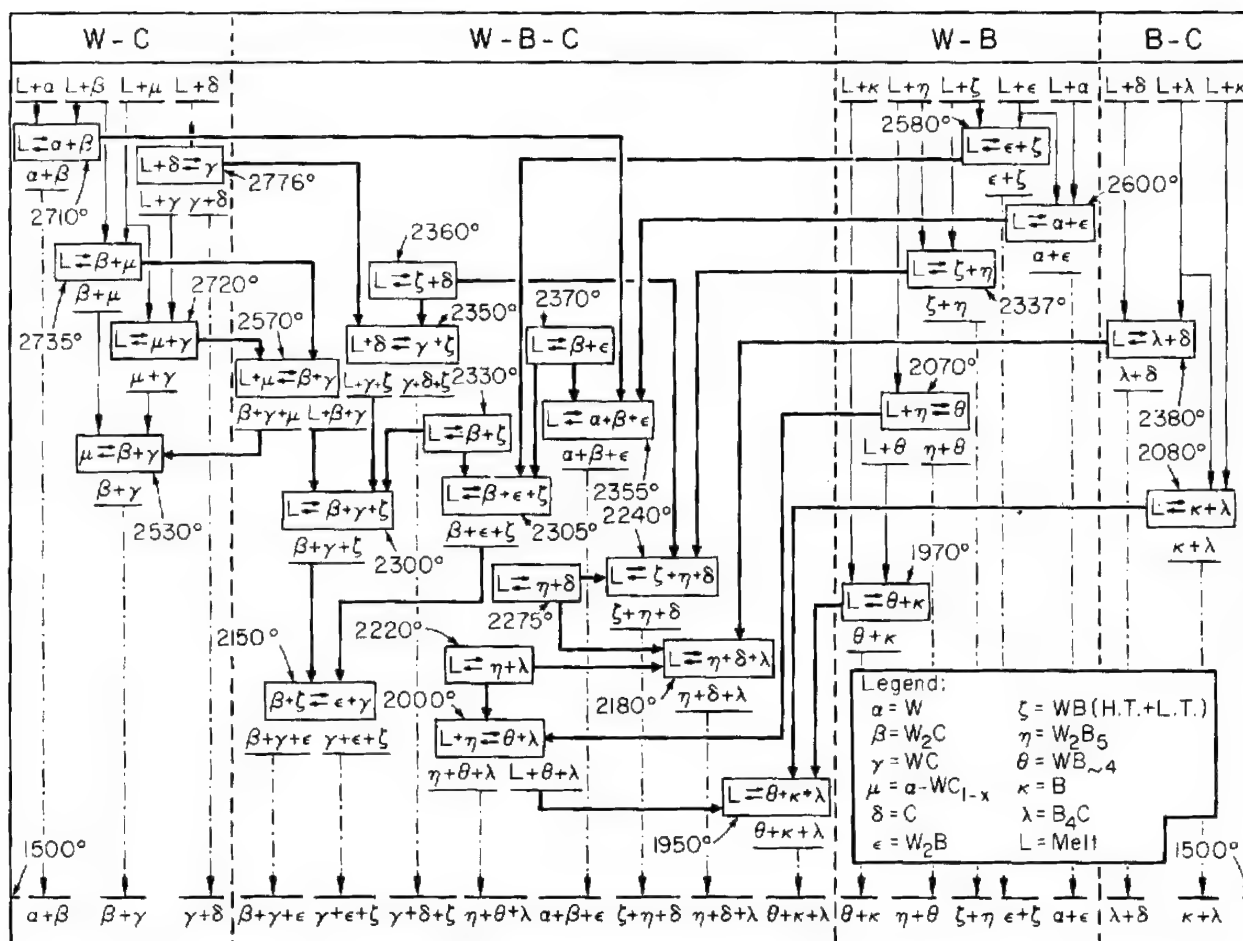 W-C
W-B-C
W-B
B-C
L+α L+β L+μ L+δ
L+κ L+η L+ζ L+ϵ L+α
L+δ L+λ L+κ
2580°
L⇄α+β
L⇄ϵ+ζ
α+β
L+δ⇄γ
ϵ+ζ
2600°
2776°
2710°
L+γ γ+δ
L⇄α+ϵ
α+ϵ
L⇄β+μ
2360°
L⇄ζ+δ
L⇄ζ+η
β+μ
2720°
2370°
ζ+η
2337°
2735°
2570°
2350°
L⇄μ+γ
L+δ⇄γ+ζ
L⇄β+ϵ
L⇄λ+δ
μ+γ
L+μ⇄β+γ
L+γ+ζ γ+δ+ζ
2070°
λ+δ
2330°
L+η⇄θ
2380°
β+γ+μ L+β+γ
L⇄β+ζ
L⇄α+β+ϵ
L+θ η+θ
2080°
μ⇄β+γ
α+β+ϵ
β+γ
2355°
L⇄β+γ+ζ
L⇄β+ϵ+ζ
2240°
L⇄κ+λ
2530°
β+γ+ζ
2300°
β+ϵ+ζ
2305°
κ+λ
1970°
L⇄η+δ
L⇄ζ+η+δ
L⇄θ+κ
2275°
ζ+η+δ
2150°
2220°
θ+κ
L⇄η+λ
L⇄η+δ+λ
β+ζ⇄ϵ+γ
2000°
2180°
η+δ+λ
β+γ+ϵ γ+ϵ+ζ
L+η⇄θ+λ
η+θ+λ L+θ+λ
L⇄θ+κ+λ
1950°
θ+κ+λ
Legend:
α = W ζ = WB(H.T.+L.T.)
β = W₂C η = W₂B₅
γ = WC θ = WB∼₄
μ = α-WC₁₋ₓ κ = B
δ = C λ = B₄C
ϵ = W₂B L = Melt
1500°
1500°
α+β β+γ γ+δ β+γ+ϵ γ+ϵ+ζ γ+δ+ζ η+θ+λ α+β+ϵ ζ+η+δ η+δ+λ θ+κ+λ θ+κ η+θ ζ+η ϵ+ζ α+ϵ λ+δ κ+λ